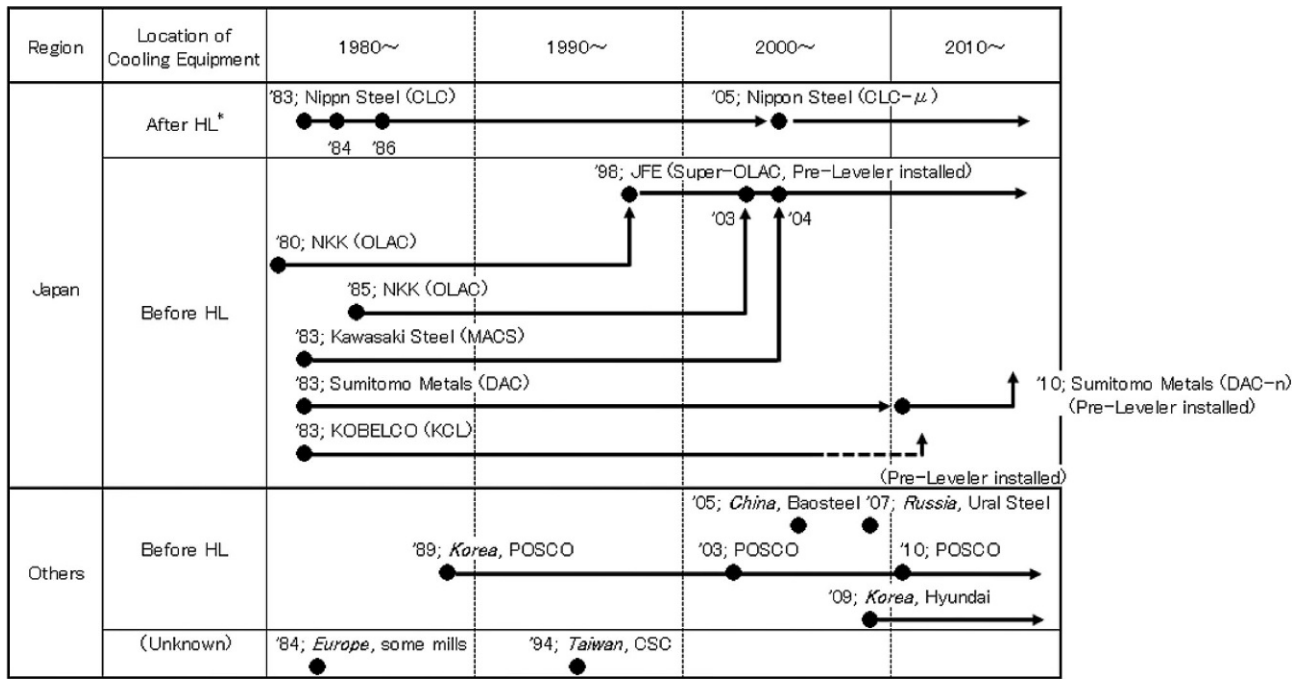 Region
Location of
Cooling Equipment
1980～
1990～
2000～
2010～
Japan
After HL*
'83; Nippn Steel (CLC)
'84
'86
'05; Nippon Steel (CLC-μ)
Before HL
'98; JFE (Super-OLAC, Pre-Leveler installed)
'03
'04
'80; NKK (OLAC)
'85; NKK (OLAC)
'83; Kawasaki Steel (MACS)
'83; Sumitomo Metals (DAC)
'10; Sumitomo Metals (DAC-n)
(Pre-Leveler installed)
'83; KOBELCO (KCL)
(Pre-Leveler installed)
Others
Before HL
'05; China, Baosteel
'07; Russia, Ural Steel
'89; Korea, POSCO
'03; POSCO
'10; POSCO
'09; Korea, Hyundai
(Unknown)
'84; Europe, some mills
'94; Taiwan, CSC